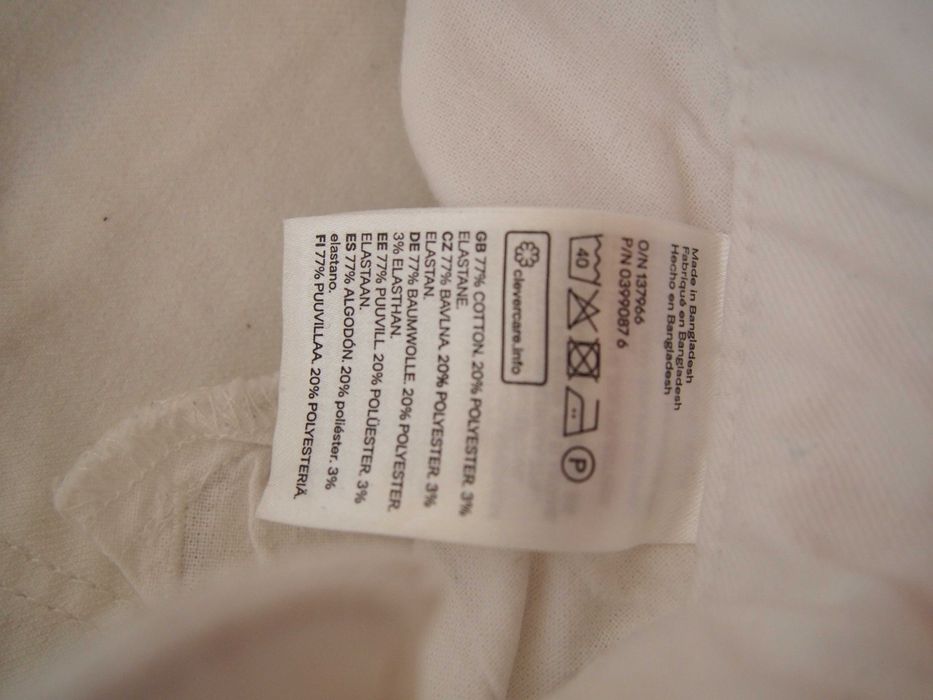 Made in Bangladesh
Fabriqué en Bangladesh
Hecho en Bangladesh
O/N 137966
P/N 0399087 6
40
P
clevercare.info
GB 77% COTTON. 20% POLYESTER. 3%
ELASTANE.
CZ 77% BAVLNA. 20% POLYESTER. 3%
ELASTAN.
DE 77% BAUMWOLLE. 20% POLYESTER.
3% ELASTHAN.
EE 77% PUUVILL. 20% POLÜESTER. 3%
ELASTAAN.
ES 77% ALGODÓN. 20% poliéster. 3%
elastano.
FI 77% PUUVILLAA. 20% POLYESTERIÄ.